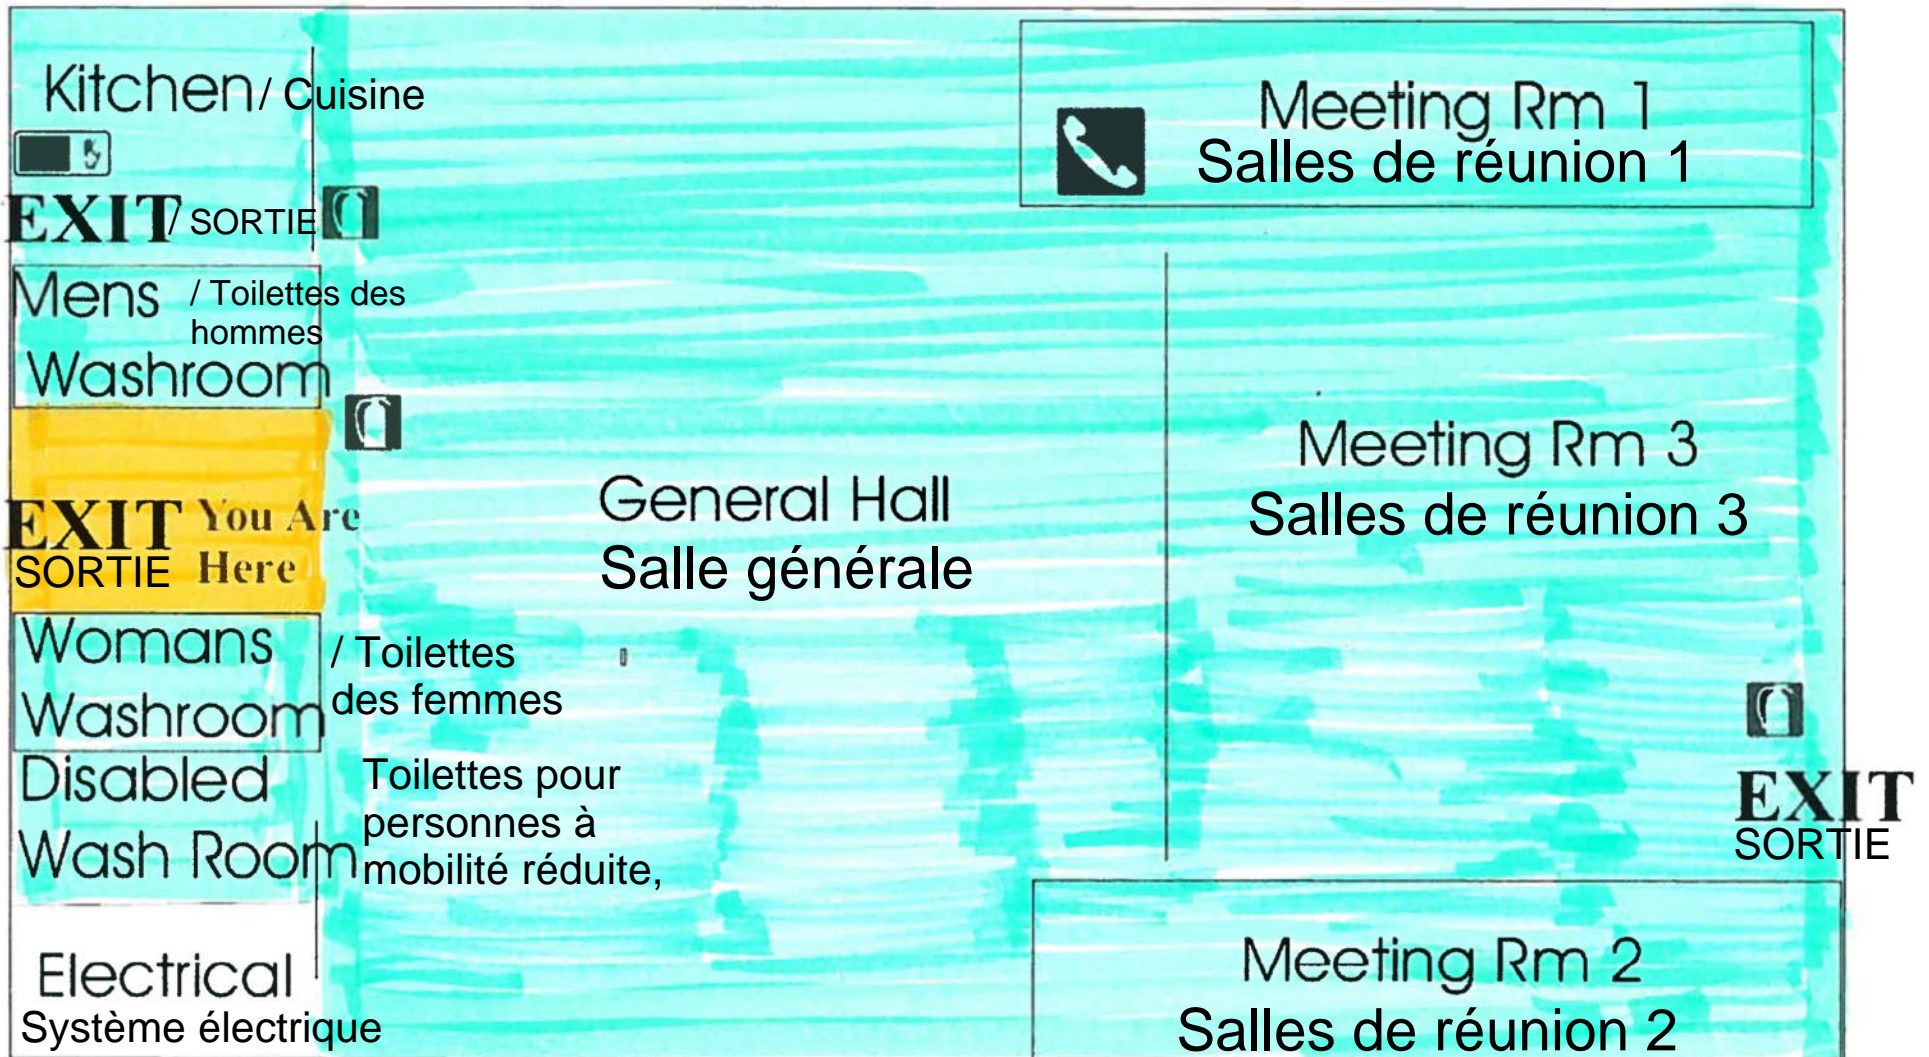 Kitchen / Cuisine
EXIT / SORTIE
Mens / Toilettes des
hommes
Washroom
EXIT You Are
SORTIE Here
Womans
Washroom
/ Toilettes
des femmes
Disabled
Wash Room
Toilettes pour
personnes à
mobilité réduite,
Electrical
Système électrique
General Hall
Salle générale
Meeting Rm 1
Salles de réunion 1
Meeting Rm 3
Salles de réunion 3
EXIT
SORTIE
Meeting Rm 2
Salles de réunion 2